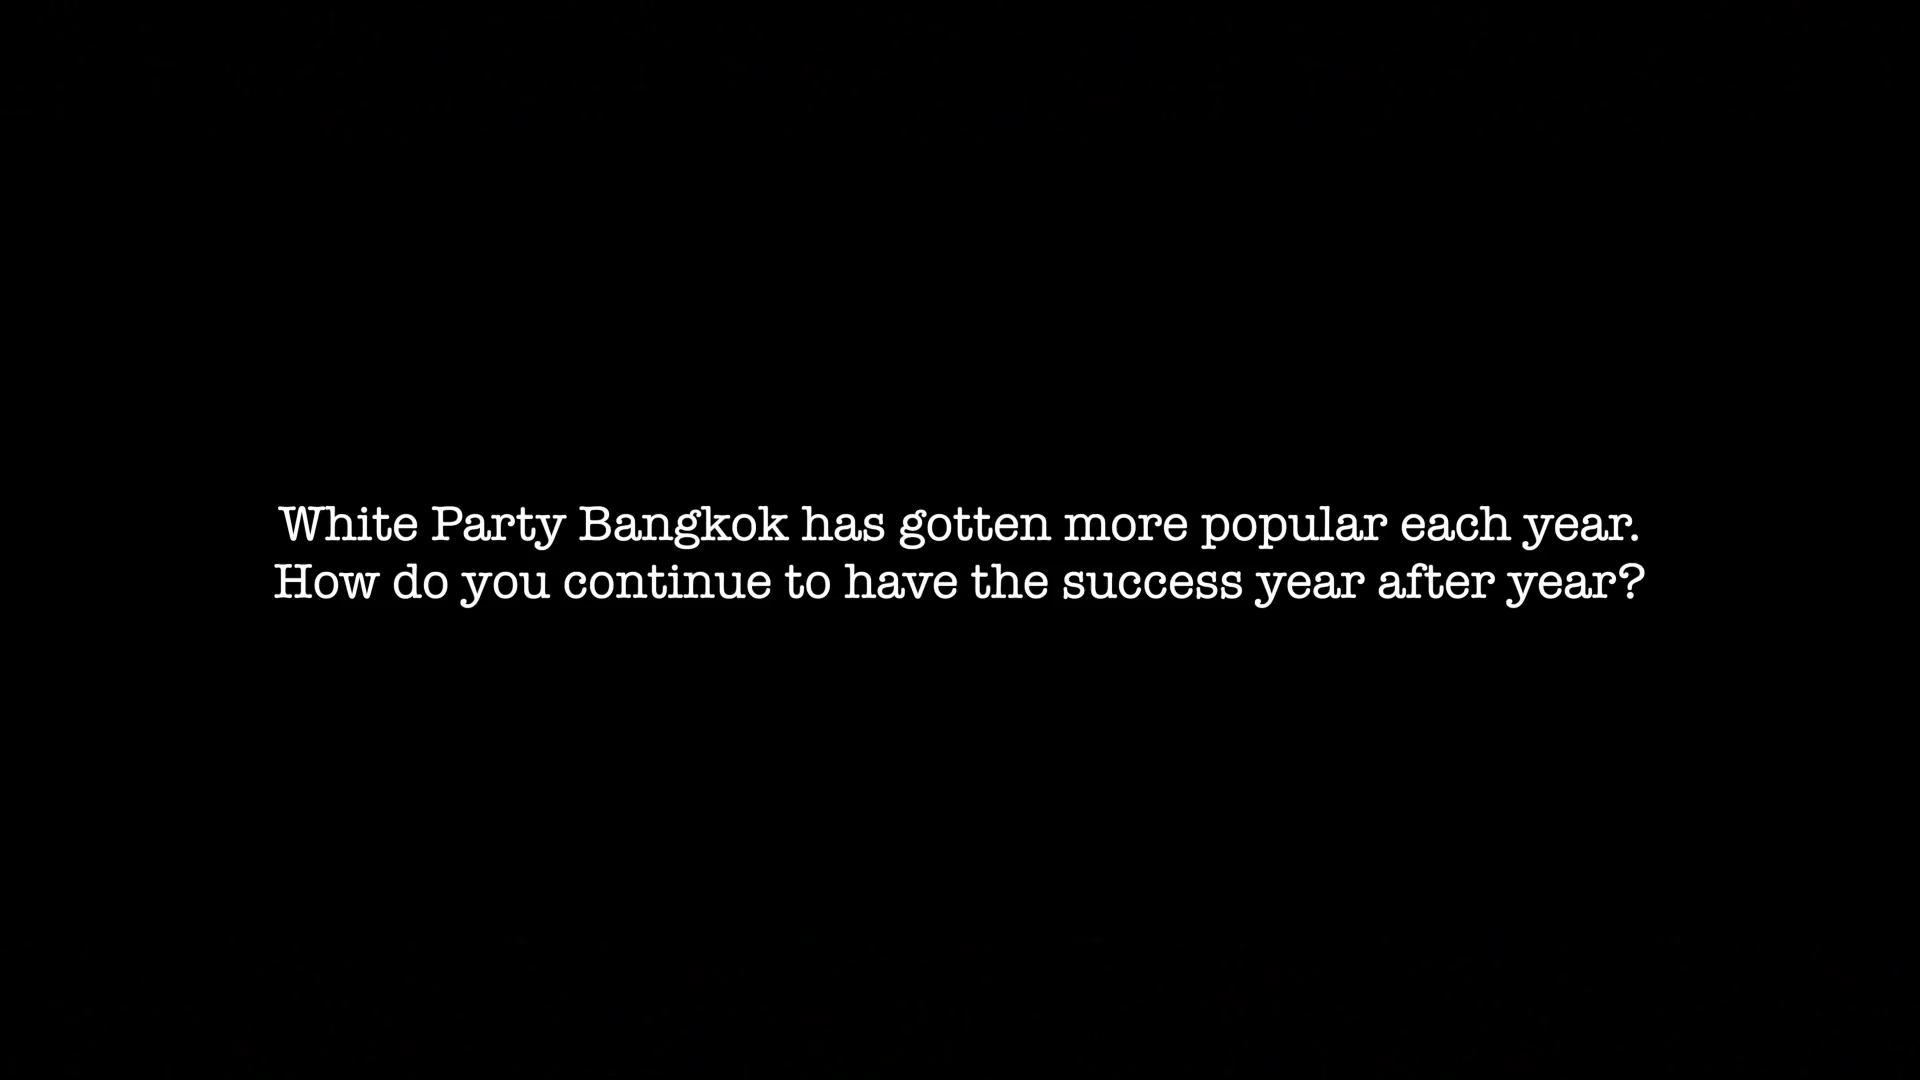 White Party Bangkok has gotten more popular each year.
How do you continue to have the success year after year?